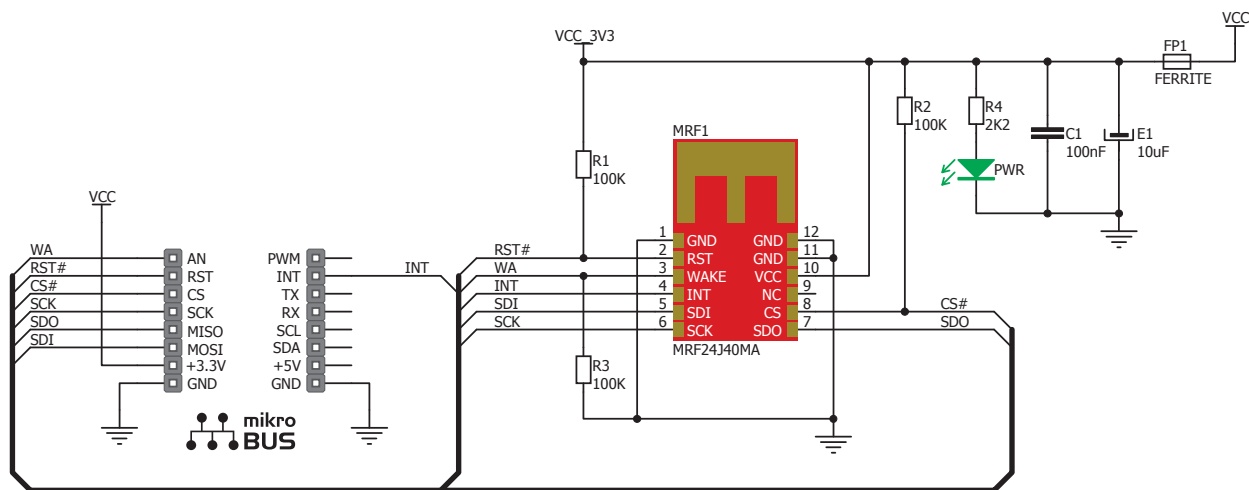 VCC
VCC_3V3
FP1
FERRITE
R2
100K
R4
2K2
C1
100nF
E1
10uF
PWR
MRF1
R1
100K
VCC
1 GND GND 12
RST# 2 RST GND 11
WA 3 WAKE VCC 10
INT 4 INT NC 9
SDI 5 SDI CS 8 CS#
SCK 6 SCK SDO 7 SDO
MRF24J40MA
WA AN PWM
RST# RST INT INT
CS# CS TX
SCK SCK RX
SDO MISO SCL
SDI MOSI SDA
+3.3V +5V
GND GND
R3
100K
mikro
BUS